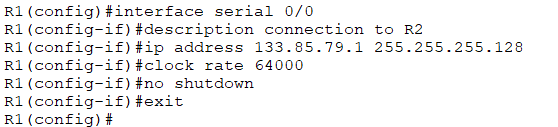 R1(config)#interface serial 0/0
R1(config-if)#description connection to R2
R1(config-if)#ip address 133.85.79.1 255.255.255.128
R1(config-if)#clock rate 64000
R1(config-if)#no shutdown
R1(config-if)#exit
R1(config)#